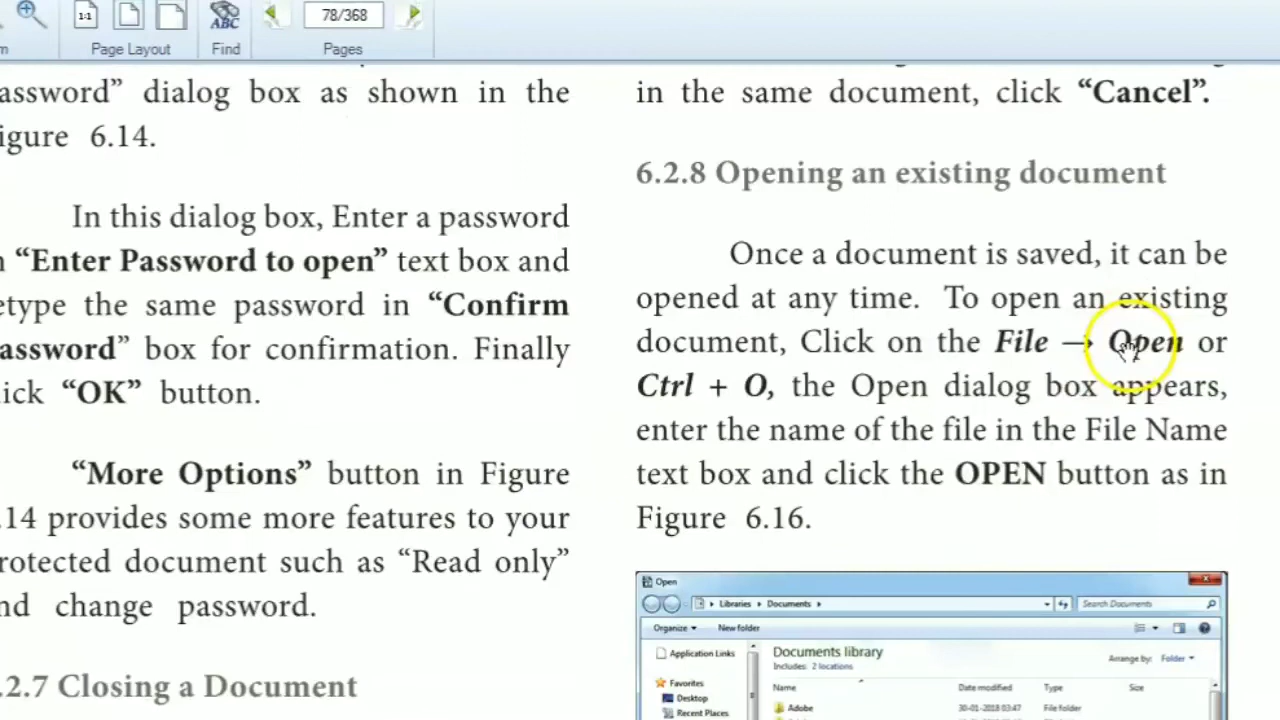 1:1
ABC
78/368
Page Layout
Find
Pages
dialog box as shown in the
6.14.
In this dialog box, Enter a password
“Enter Password to open” text box and
the same password in “Confirm
box for confirmation. Finally
“OK” button.
“More Options” button in Figure
.14 provides some more features to your
document such as “Read only”
change password.
.2.7 Closing a Document
in the same document, click “Cancel”.
6.2.8 Opening an existing document
Once a document is saved, it can be
opened at any time. To open an existing
document, Click on the File → Open or
Ctrl + O, the Open dialog box appears,
enter the name of the file in the File Name
text box and click the OPEN button as in
Figure 6.16.
Open
Libraries Documents
Search Documents
Organize New folder
Application Links
Favorites
Desktop
Recent Places
Documents library
Includes: 2 locations
Arrange by: Folder
Name Date modified Type Size
Adobe 30-01-2018 03:47 File folder